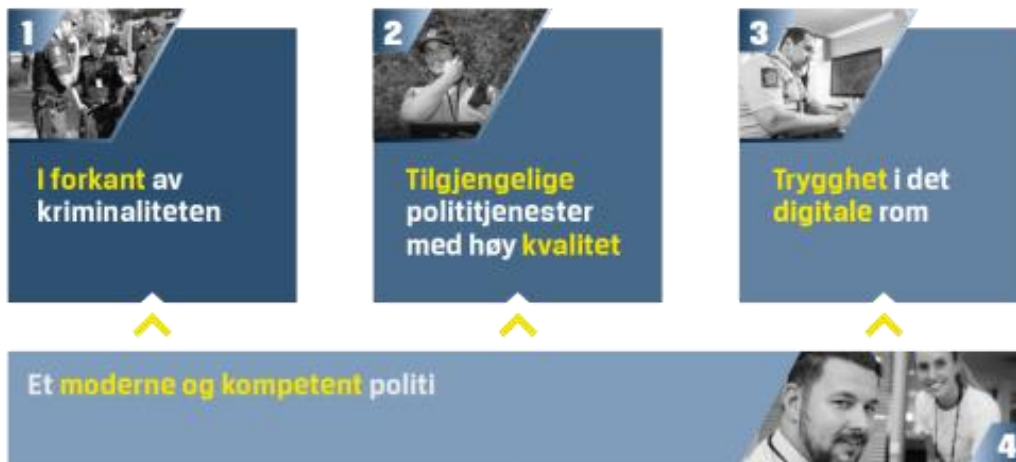 1
I forkant av
kriminaliteten
2
Tilgjengelige
polititjenester
med høy kvalitet
3
Trygghet i det
digitale rom
Et moderne og kompetent politi
4